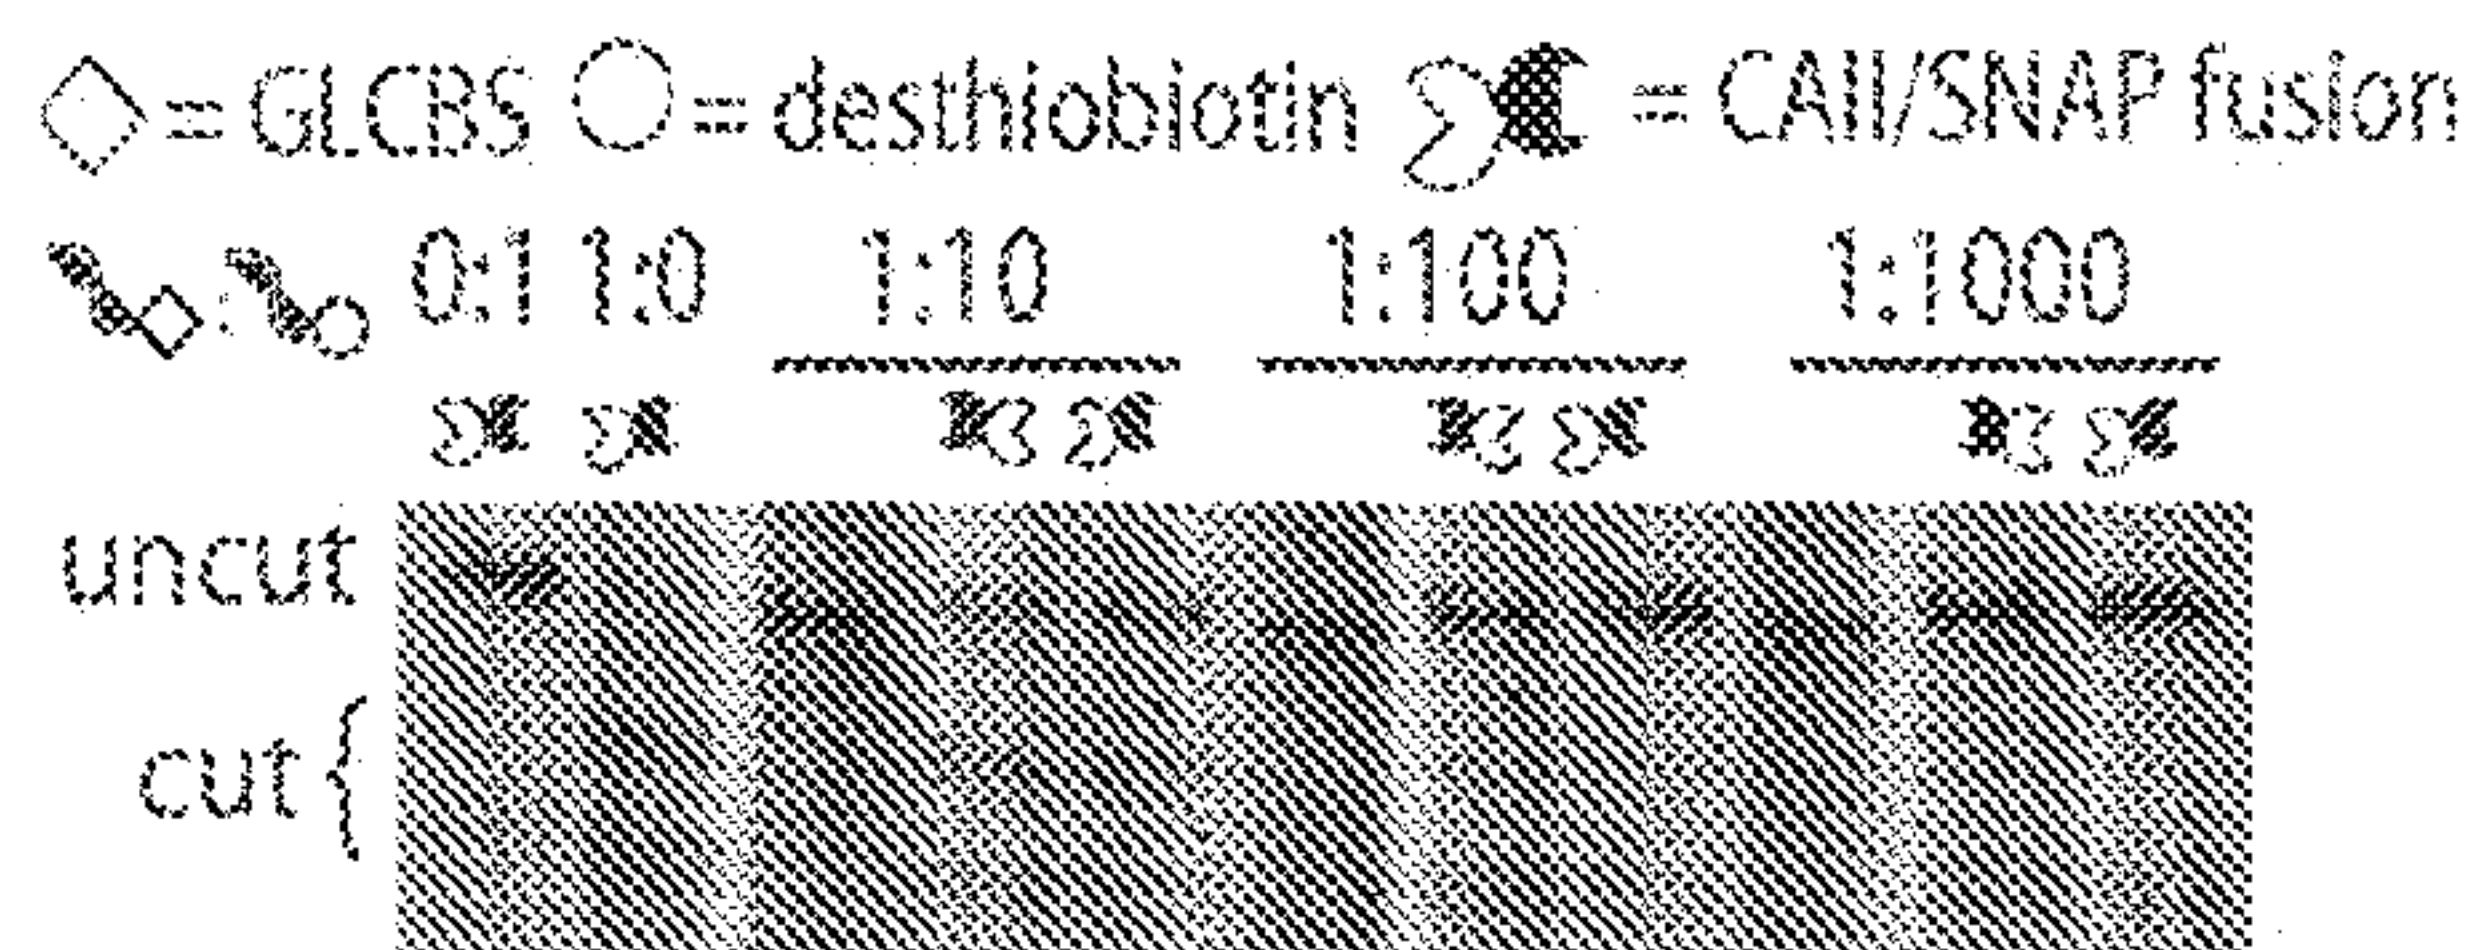 = GLCBS = desthiobiotin = CAII/SNAP fusion
: 0:1 1:0 1:10 1:100 1:1000
uncut
cut {